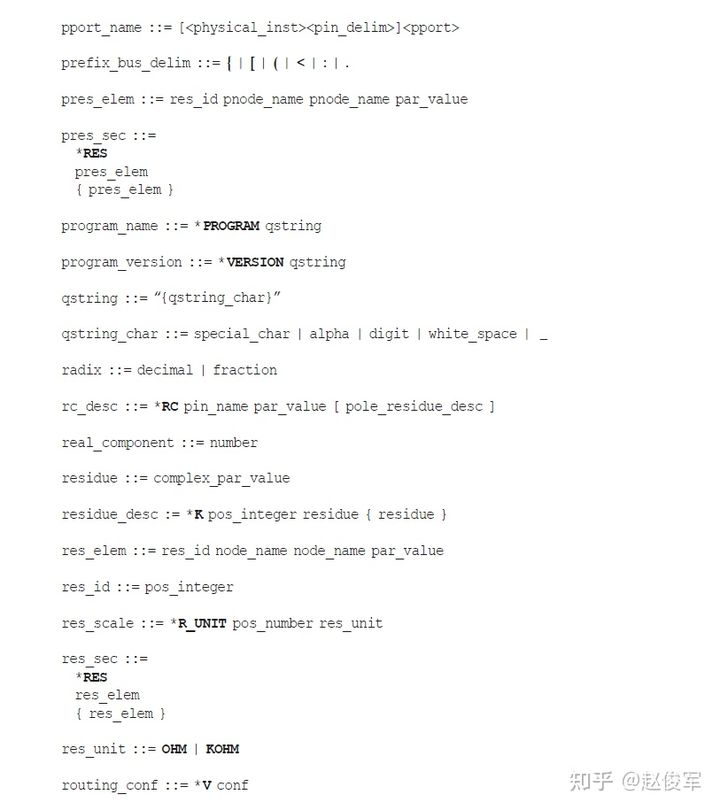 pport_name ::= [<physical_inst><pin_delim>]<pport>
prefix_bus_delim ::= { | [ | ( | < | : | .
pres_elem ::= res_id pnode_name pnode_name par_value
pres_sec ::=
*RES
pres_elem
{ pres_elem }
program_name ::= *PROGRAM qstring
program_version ::= *VERSION qstring
qstring ::= “{qstring_char}”
qstring_char ::= special_char | alpha | digit | white_space | _
radix ::= decimal | fraction
rc_desc ::= *RC pin_name par_value [ pole_residue_desc ]
real_component ::= number
residue ::= complex_par_value
residue_desc := *K pos_integer residue { residue }
res_elem ::= res_id node_name node_name par_value
res_id ::= pos_integer
res_scale ::= *R_UNIT pos_number res_unit
res_sec ::=
*RES
res_elem
{ res_elem }
res_unit ::= OHM | KOHM
routing_conf ::= *V conf
知乎 @赵俊军